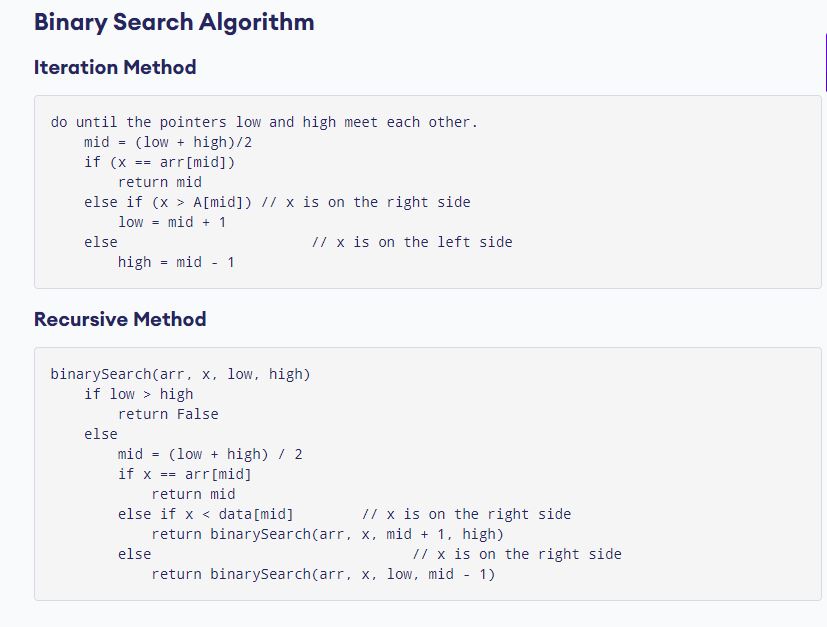 Binary Search Algorithm
Iteration Method
do until the pointers low and high meet each other.
    mid = (low + high)/2
    if (x == arr[mid])
        return mid
    else if (x > A[mid]) // x is on the right side
        low = mid + 1
    else                       // x is on the left side
        high = mid - 1
Recursive Method
binarySearch(arr, x, low, high)
    if low > high
        return False
    else
        mid = (low + high) / 2
        if x == arr[mid]
            return mid
        else if x < data[mid]        // x is on the right side
            return binarySearch(arr, x, mid + 1, high)
        else                               // x is on the right side
            return binarySearch(arr, x, low, mid - 1)